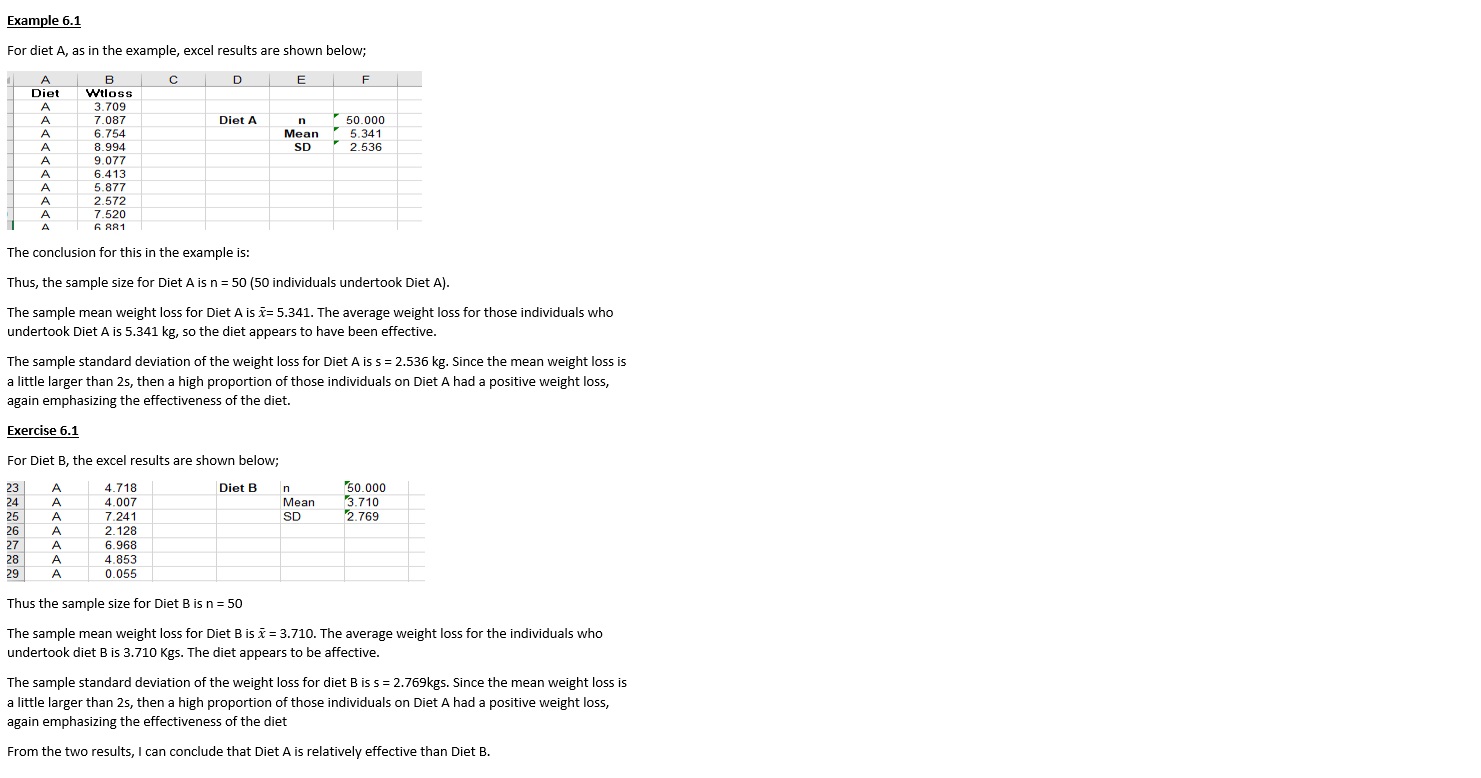 Example 6.1
For diet A, as in the example, excel results are shown below;
A B C D E F
Diet Wtloss
A 3.709
A 7.087 Diet A n 50.000
A 6.754 Mean 5.341
A 8.994 SD 2.536
A 9.077
A 6.413
A 5.877
A 2.572
A 7.520
A 6.881
The conclusion for this in the example is:
Thus, the sample size for Diet A is n = 50 (50 individuals undertook Diet A).
The sample mean weight loss for Diet A is x̄= 5.341. The average weight loss for those individuals who
undertook Diet A is 5.341 kg, so the diet appears to have been effective.
The sample standard deviation of the weight loss for Diet A is s = 2.536 kg. Since the mean weight loss is
a little larger than 2s, then a high proportion of those individuals on Diet A had a positive weight loss,
again emphasizing the effectiveness of the diet.
Exercise 6.1
For Diet B, the excel results are shown below;
23 A 4.718 Diet B n 50.000
24 A 4.007 Mean 3.710
25 A 7.241 SD 2.769
26 A 2.128
27 A 6.968
28 A 4.853
29 A 0.055
Thus the sample size for Diet B is n = 50
The sample mean weight loss for Diet B is x̄ = 3.710. The average weight loss for the individuals who
undertook diet B is 3.710 Kgs. The diet appears to be affective.
The sample standard deviation of the weight loss for diet B is s = 2.769kgs. Since the mean weight loss is
a little larger than 2s, then a high proportion of those individuals on Diet A had a positive weight loss,
again emphasizing the effectiveness of the diet
From the two results, I can conclude that Diet A is relatively effective than Diet B.